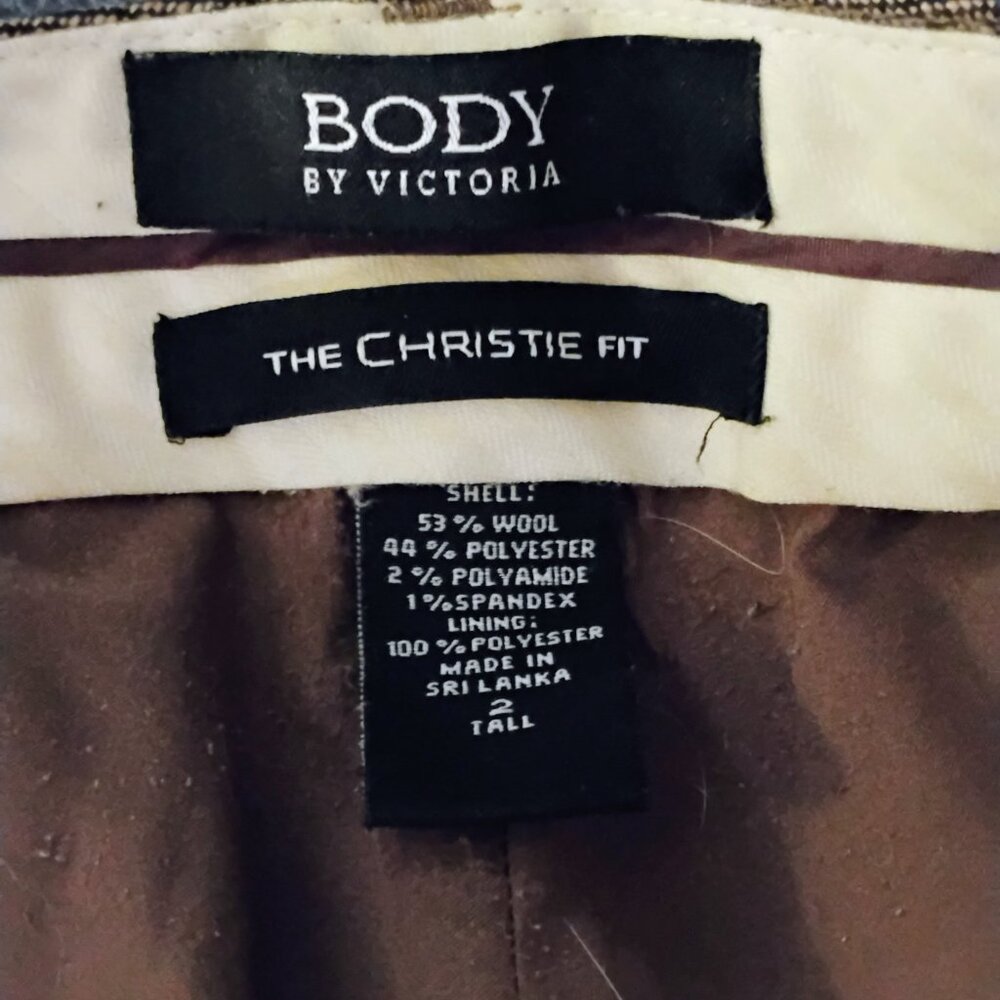 BODY
BY VICTORIA
THE CHRISTIE FIT
SHELL:
53 % WOOL
44 % POLYESTER
2 % POLYAMIDE
1 % SPANDEX
LINING:
100 % POLYESTER
MADE IN
SRI LANKA
2
TALL